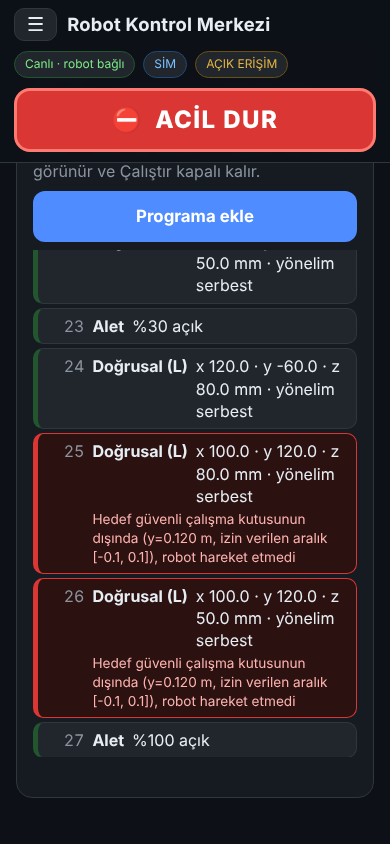 ☰ Robot Kontrol Merkezi
Canlı · robot bağlı SİM AÇIK ERİŞİM
⛔ ACİL DUR
görünür ve Çalıştır kapalı kalır.
Programa ekle
50.0 mm · yönelim
serbest
23 Alet %30 açık
24 Doğrusal (L) x 120.0 · y -60.0 · z
80.0 mm · yönelim
serbest
25 Doğrusal (L) x 100.0 · y 120.0 · z
80.0 mm · yönelim
serbest
Hedef güvenli çalışma kutusunun
dışında (y=0.120 m, izin verilen aralık
[-0.1, 0.1]), robot hareket etmedi
26 Doğrusal (L) x 100.0 · y 120.0 · z
50.0 mm · yönelim
serbest
Hedef güvenli çalışma kutusunun
dışında (y=0.120 m, izin verilen aralık
[-0.1, 0.1]), robot hareket etmedi
27 Alet %100 açık